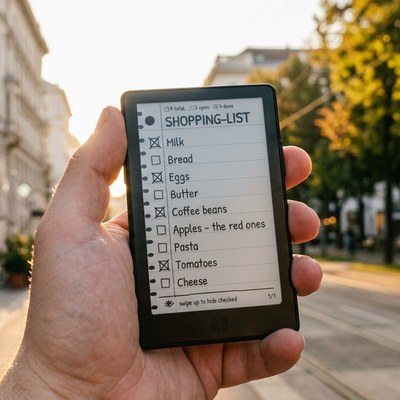 9 total 5 open 4 done
SHOPPING-LIST
Milk
Bread
Eggs
Butter
Coffee beans
Apples - the red ones
Pasta
Tomatoes
Cheese
swipe up to hide checked 1/1